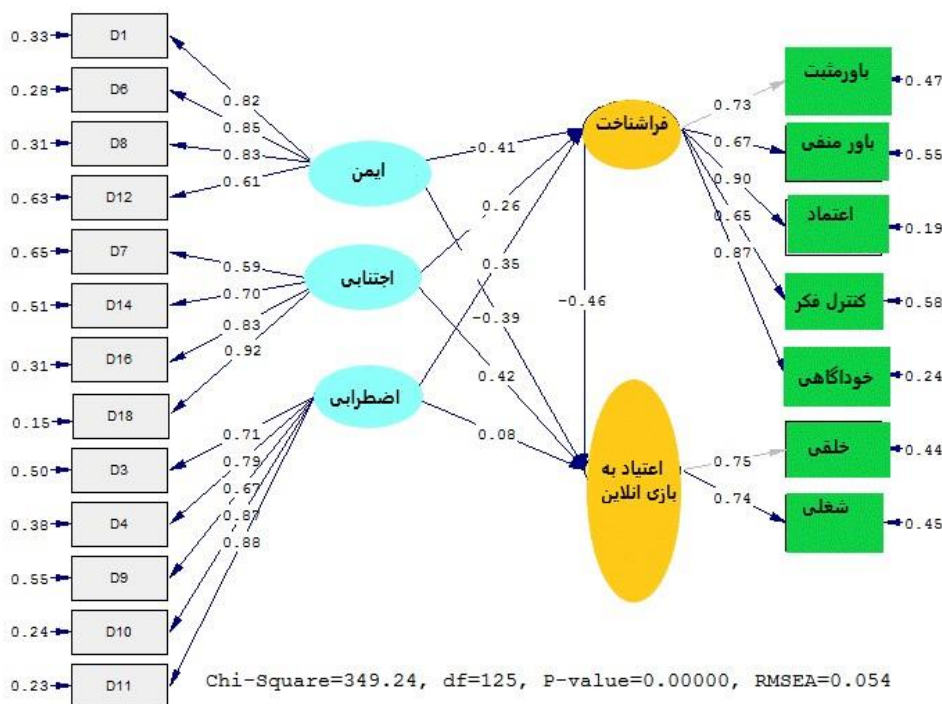 0.33 D1
0.28 D6
0.31 D8
0.63 D12
0.65 D7
0.51 D14
0.31 D16
0.15 D18
0.50 D3
0.38 D4
0.55 D9
0.24 D10
0.23 D11
0.82
0.85
0.83
0.61
0.59
0.70
0.83
0.92
0.71
0.79
0.67
0.87
0.88
ایمن
اجتنابی
اضطرابی
-0.41
0.26
0.35
-0.39
0.42
0.08
-0.46
فراشناخت
اعتیاد به
بازی انلاین
0.73
0.67
0.90
0.65
0.87
0.75
0.74
باورمثبت 0.47
باور منفی 0.55
اعتماد 0.19
کنترل فکر 0.58
خوداگاهی 0.24
خلقی 0.44
شغلی 0.45
Chi-Square=349.24, df=125, P-value=0.00000, RMSEA=0.054